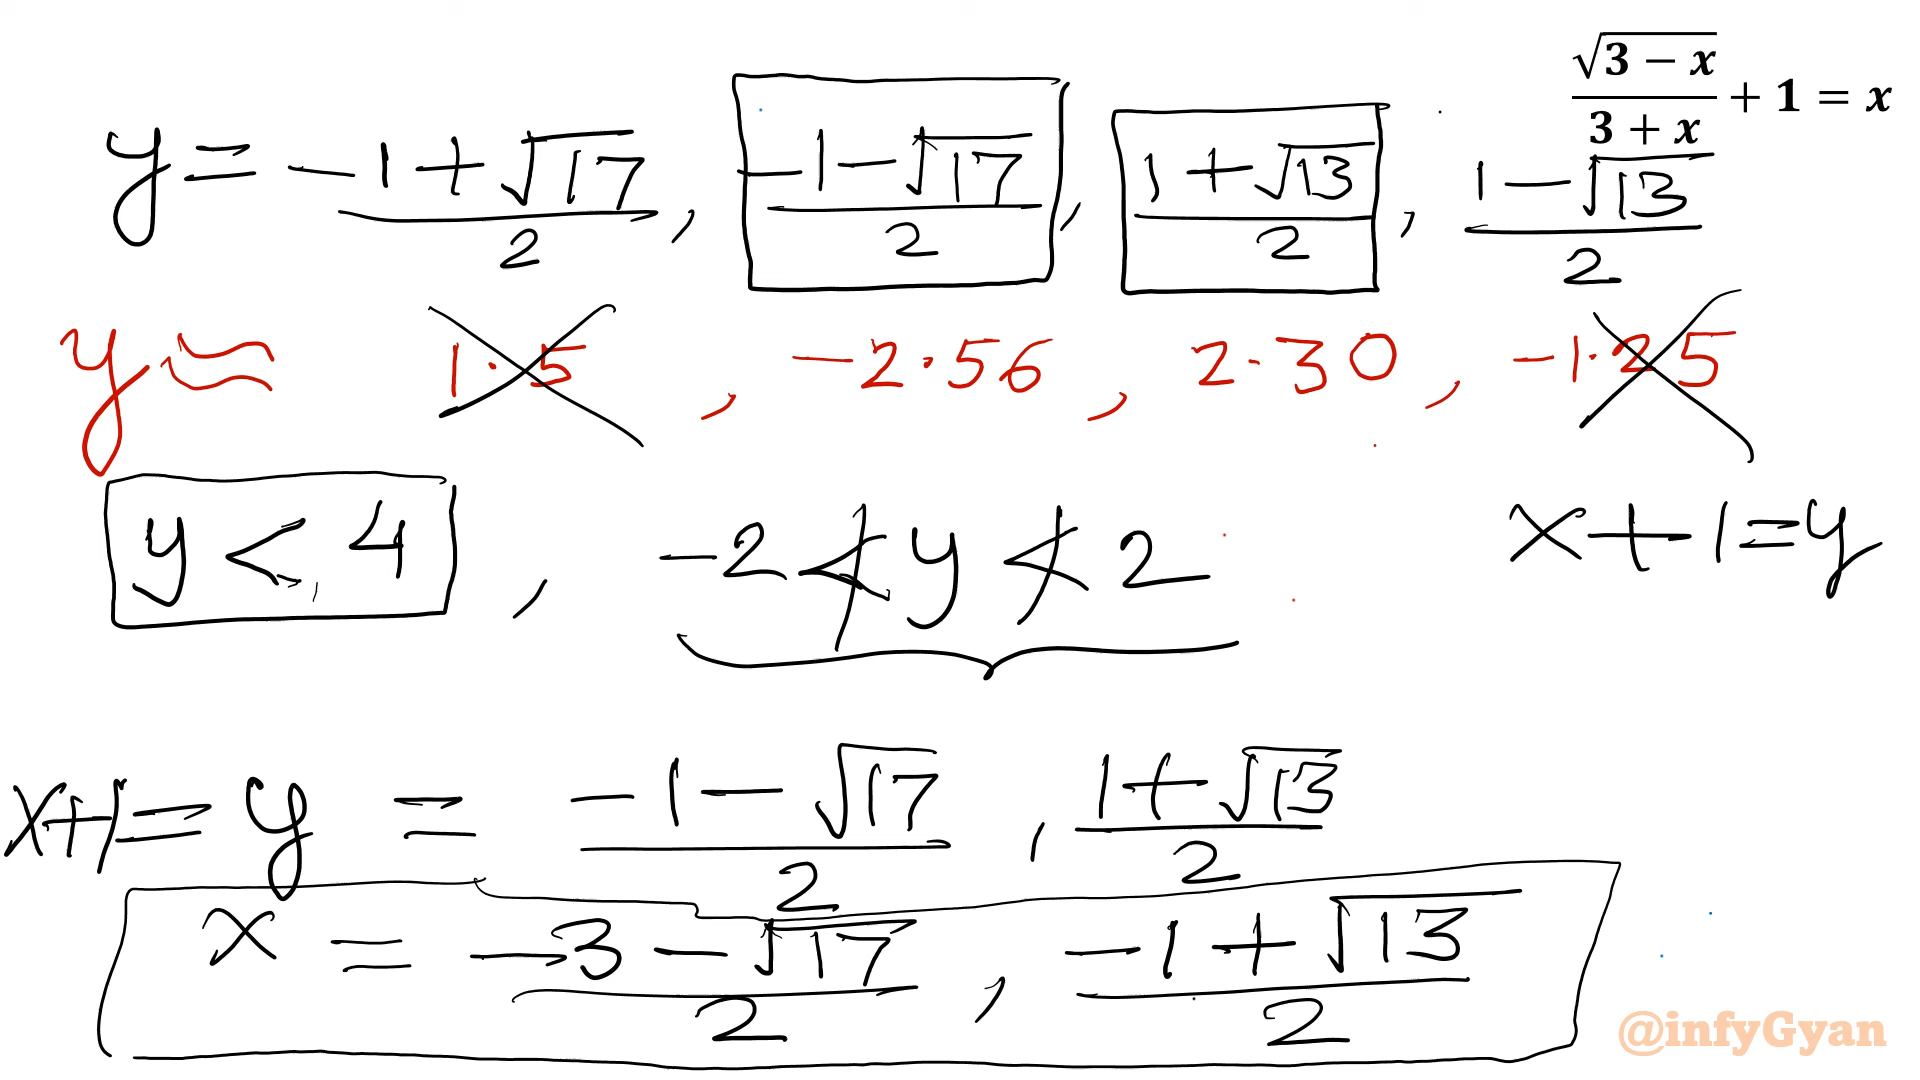 √(3 − x)/(3 + x) + 1 = x
y = (−1 + √17)/2 , (−1 − √17)/2 , (1 + √13)/2 , (1 − √13)/2
y ≈ 1.5 , −2.56 , 2.30 , −1.25
y < 4 , −2 ≮ y ≮ 2 x + 1 = y
x + 1 = y = (−1 − √17)/2 , (1 + √13)/2
x = (−3 − √17)/2 , (−1 + √13)/2
@infyGyan